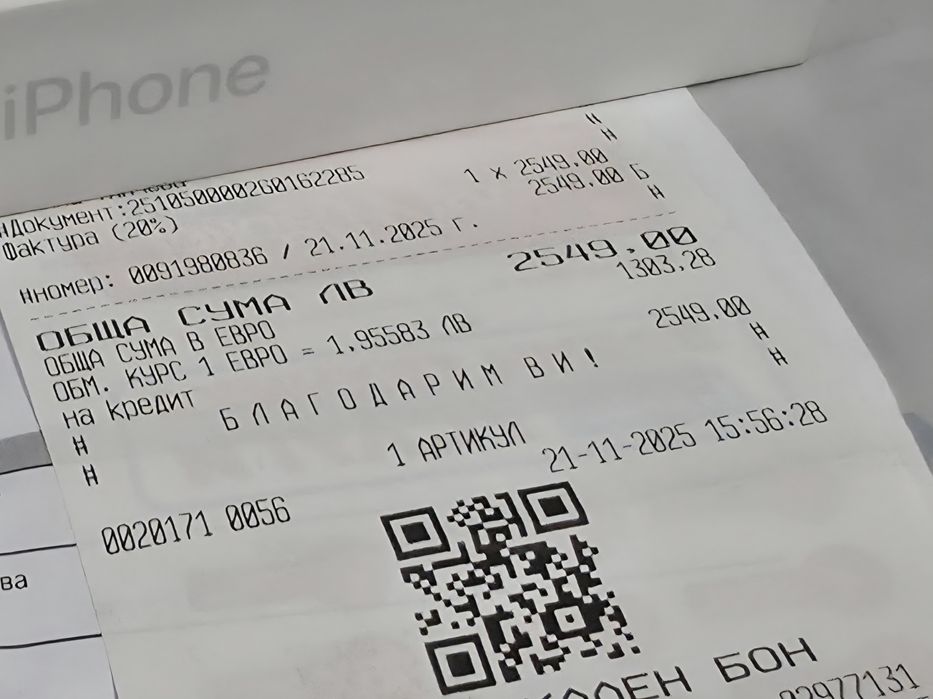 iPhone
#
#
#Документ:251050000260162285 1 x 2549.00
Фактура (20%) 2549.00 Б
#
#номер: 0091980836 / 21.11.2025 г.
ОБЩА СУМА ЛВ 2549,00
ОБЩА СУМА В ЕВРО 1303,28
ОБМ. КУРС 1 ЕВРО = 1,95583 ЛВ
на кредит 2549,00
# #
БЛАГОДАРИМ ВИ!
# #
1 АРТИКУЛ
0020171 0056 21-11-2025 15:56:28
ва
БОН